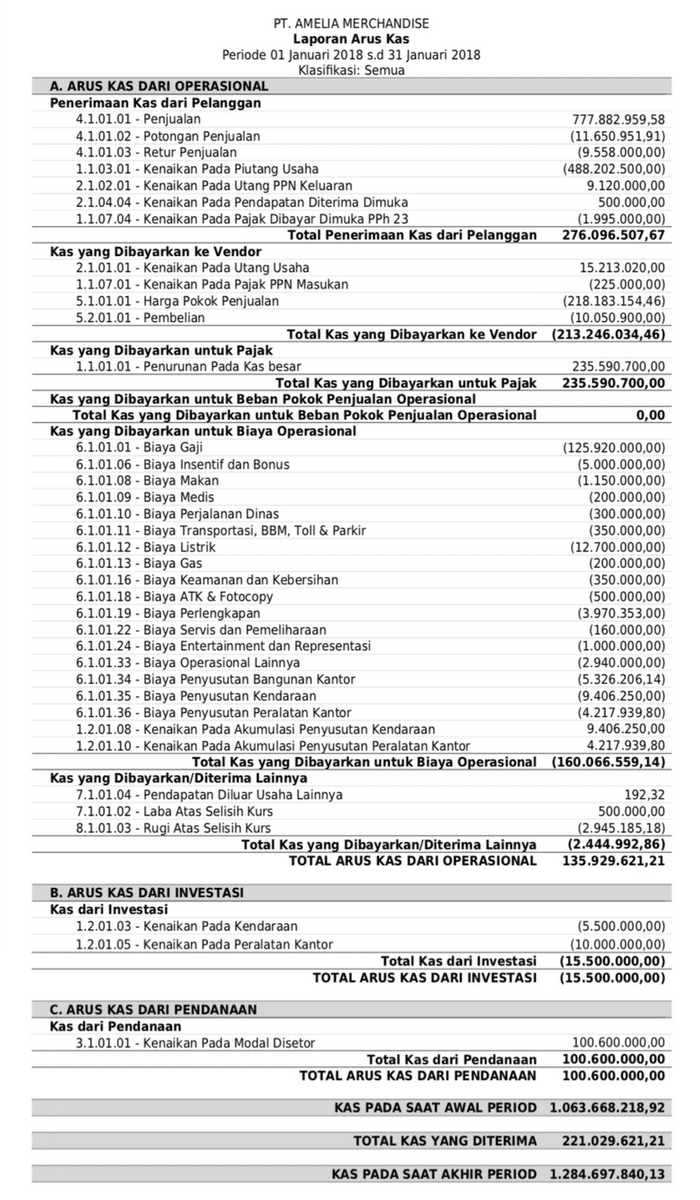 PT. AMELIA MERCHANDISE
Laporan Arus Kas
Periode 01 Januari 2018 s.d 31 Januari 2018
Klasifikasi: Semua
A. ARUS KAS DARI OPERASIONAL
Penerimaan Kas dari Pelanggan
4.1.01.01 - Penjualan 777.882.959,58
4.1.01.02 - Potongan Penjualan (11.650.951,91)
4.1.01.03 - Retur Penjualan (9.558.000,00)
1.1.03.01 - Kenaikan Pada Piutang Usaha (488.202.500,00)
2.1.02.01 - Kenaikan Pada Utang PPN Keluaran 9.120.000,00
2.1.04.04 - Kenaikan Pada Pendapatan Diterima Dimuka 500.000,00
1.1.07.04 - Kenaikan Pada Pajak Dibayar Dimuka PPh 23 (1.995.000,00)
Total Penerimaan Kas dari Pelanggan 276.096.507,67
Kas yang Dibayarkan ke Vendor
2.1.01.01 - Kenaikan Pada Utang Usaha 15.213.020,00
1.1.07.01 - Kenaikan Pada Pajak PPN Masukan (225.000,00)
5.1.01.01 - Harga Pokok Penjualan (218.183.154,46)
5.2.01.01 - Pembelian (10.050.900,00)
Total Kas yang Dibayarkan ke Vendor (213.246.034,46)
Kas yang Dibayarkan untuk Pajak
1.1.01.01 - Penurunan Pada Kas besar 235.590.700,00
Total Kas yang Dibayarkan untuk Pajak 235.590.700,00
Kas yang Dibayarkan untuk Beban Pokok Penjualan Operasional
Total Kas yang Dibayarkan untuk Beban Pokok Penjualan Operasional 0,00
Kas yang Dibayarkan untuk Biaya Operasional
6.1.01.01 - Biaya Gaji (125.920.000,00)
6.1.01.06 - Biaya Insentif dan Bonus (5.000.000,00)
6.1.01.08 - Biaya Makan (1.150.000,00)
6.1.01.09 - Biaya Medis (200.000,00)
6.1.01.10 - Biaya Perjalanan Dinas (300.000,00)
6.1.01.11 - Biaya Transportasi, BBM, Toll & Parkir (350.000,00)
6.1.01.12 - Biaya Listrik (12.700.000,00)
6.1.01.13 - Biaya Gas (200.000,00)
6.1.01.16 - Biaya Keamanan dan Kebersihan (350.000,00)
6.1.01.18 - Biaya ATK & Fotocopy (500.000,00)
6.1.01.19 - Biaya Perlengkapan (3.970.353,00)
6.1.01.22 - Biaya Servis dan Pemeliharaan (160.000,00)
6.1.01.24 - Biaya Entertainment dan Representasi (1.000.000,00)
6.1.01.33 - Biaya Operasional Lainnya (2.940.000,00)
6.1.01.34 - Biaya Penyusutan Bangunan Kantor (5.326.206,14)
6.1.01.35 - Biaya Penyusutan Kendaraan (9.406.250,00)
6.1.01.36 - Biaya Penyusutan Peralatan Kantor (4.217.939,80)
1.2.01.08 - Kenaikan Pada Akumulasi Penyusutan Kendaraan 9.406.250,00
1.2.01.10 - Kenaikan Pada Akumulasi Penyusutan Peralatan Kantor 4.217.939,80
Total Kas yang Dibayarkan untuk Biaya Operasional (160.066.559,14)
Kas yang Dibayarkan/Diterima Lainnya
7.1.01.04 - Pendapatan Diluar Usaha Lainnya 192,32
7.1.01.02 - Laba Atas Selisih Kurs 500.000,00
8.1.01.03 - Rugi Atas Selisih Kurs (2.945.185,18)
Total Kas yang Dibayarkan/Diterima Lainnya (2.444.992,86)
TOTAL ARUS KAS DARI OPERASIONAL 135.929.621,21
B. ARUS KAS DARI INVESTASI
Kas dari Investasi
1.2.01.03 - Kenaikan Pada Kendaraan (5.500.000,00)
1.2.01.05 - Kenaikan Pada Peralatan Kantor (10.000.000,00)
Total Kas dari Investasi (15.500.000,00)
TOTAL ARUS KAS DARI INVESTASI (15.500.000,00)
C. ARUS KAS DARI PENDANAAN
Kas dari Pendanaan
3.1.01.01 - Kenaikan Pada Modal Disetor 100.600.000,00
Total Kas dari Pendanaan 100.600.000,00
TOTAL ARUS KAS DARI PENDANAAN 100.600.000,00
KAS PADA SAAT AWAL PERIOD 1.063.668.218,92
TOTAL KAS YANG DITERIMA 221.029.621,21
KAS PADA SAAT AKHIR PERIOD 1.284.697.840,13